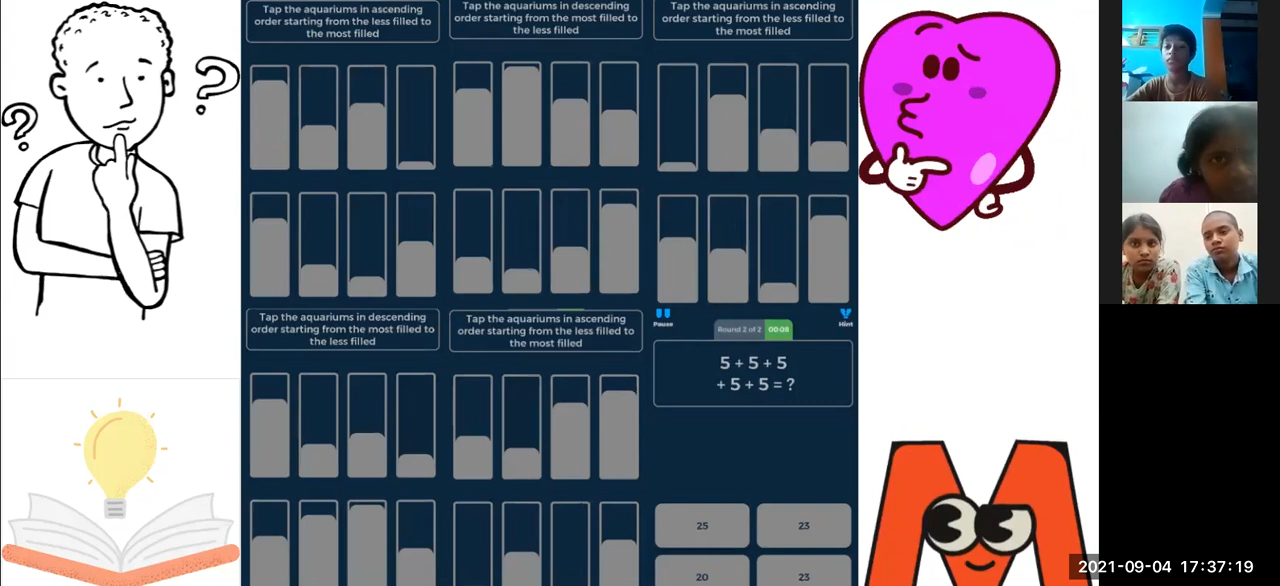 Tap the aquariums in ascending
order starting from the less filled to
the most filled
Tap the aquariums in descending
order starting from the most filled to
the less filled
Tap the aquariums in ascending
order starting from the less filled to
the most filled
?
?
Tap the aquariums in descending
order starting from the most filled to
the less filled
Tap the aquariums in ascending
order starting from the less filled to
the most filled
Pause
Round 2 of 2
00:08
Hint
5 + 5 + 5
+ 5 + 5 = ?
25
23
20
23
M
2021-09-04 17:37:19